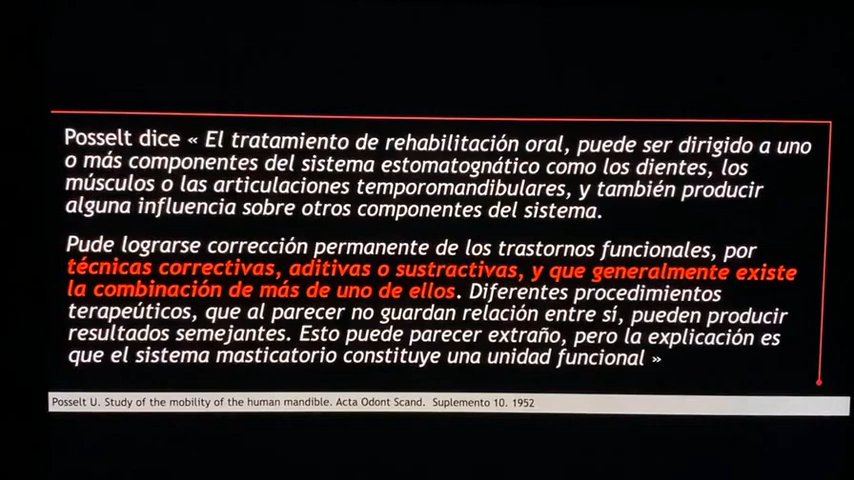 Posselt dice « El tratamiento de rehabilitación oral, puede ser dirigido a uno
o más componentes del sistema estomatognático como los dientes, los
músculos o las articulaciones temporomandibulares, y también producir
alguna influencia sobre otros componentes del sistema.
Pude lograrse corrección permanente de los trastornos funcionales, por
técnicas correctivas, aditivas o sustractivas, y que generalmente existe
la combinación de más de uno de ellos. Diferentes procedimientos
terapeúticos, que al parecer no guardan relación entre sí, pueden producir
resultados semejantes. Esto puede parecer extraño, pero la explicación es
que el sistema masticatorio constituye una unidad funcional »
Posselt U. Study of the mobility of the human mandible. Acta Odont Scand. Suplemento 10. 1952